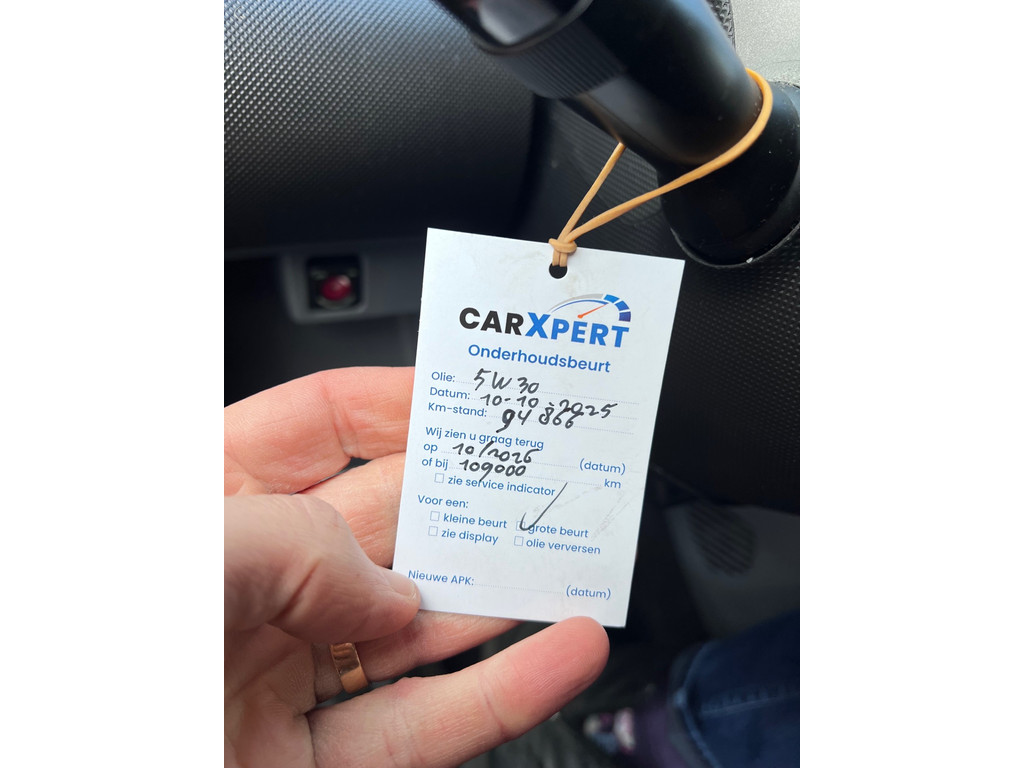 CARXPERT
Onderhoudsbeurt
Olie: 5W30
Datum: 10-10-2025
Km-stand: 94 866
Wij zien u graag terug
op 10/2026 (datum)
of bij 109000 km
☐ zie service indicator
Voor een:
☐ kleine beurt ☐ grote beurt
☐ zie display ☐ olie verversen
Nieuwe APK: (datum)